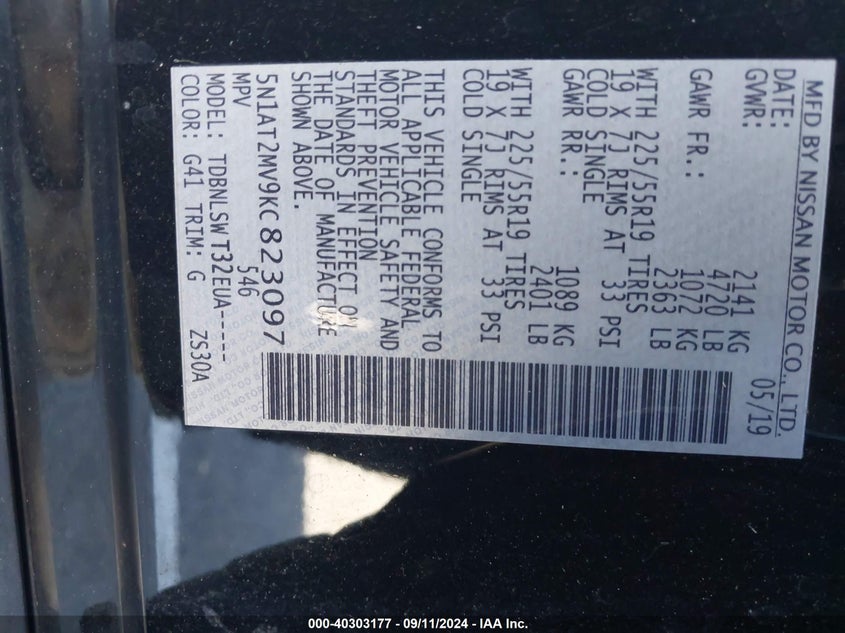 MFD BY NISSAN MOTOR CO., LTD.
DATE: 05/19
GVWR: 2141 KG
4720 LB
GAWR FR.: 1072 KG
2363 LB
WITH 225/55R19 TIRES
19 X 7J RIMS AT 33 PSI
COLD SINGLE
GAWR RR.: 1089 KG
2401 LB
WITH 225/55R19 TIRES
19 X 7J RIMS AT 33 PSI
COLD SINGLE
THIS VEHICLE CONFORMS TO
ALL APPLICABLE FEDERAL
MOTOR VEHICLE SAFETY AND
THEFT PREVENTION
STANDARDS IN EFFECT ON
THE DATE OF MANUFACTURE
SHOWN ABOVE.
5N1AT2MV9KC823097
MPV 546
MODEL: TDBNLSWT32EUA-----
COLOR: G41 TRIM: G ZS30A
000-40303177 - 09/11/2024 - IAA Inc.